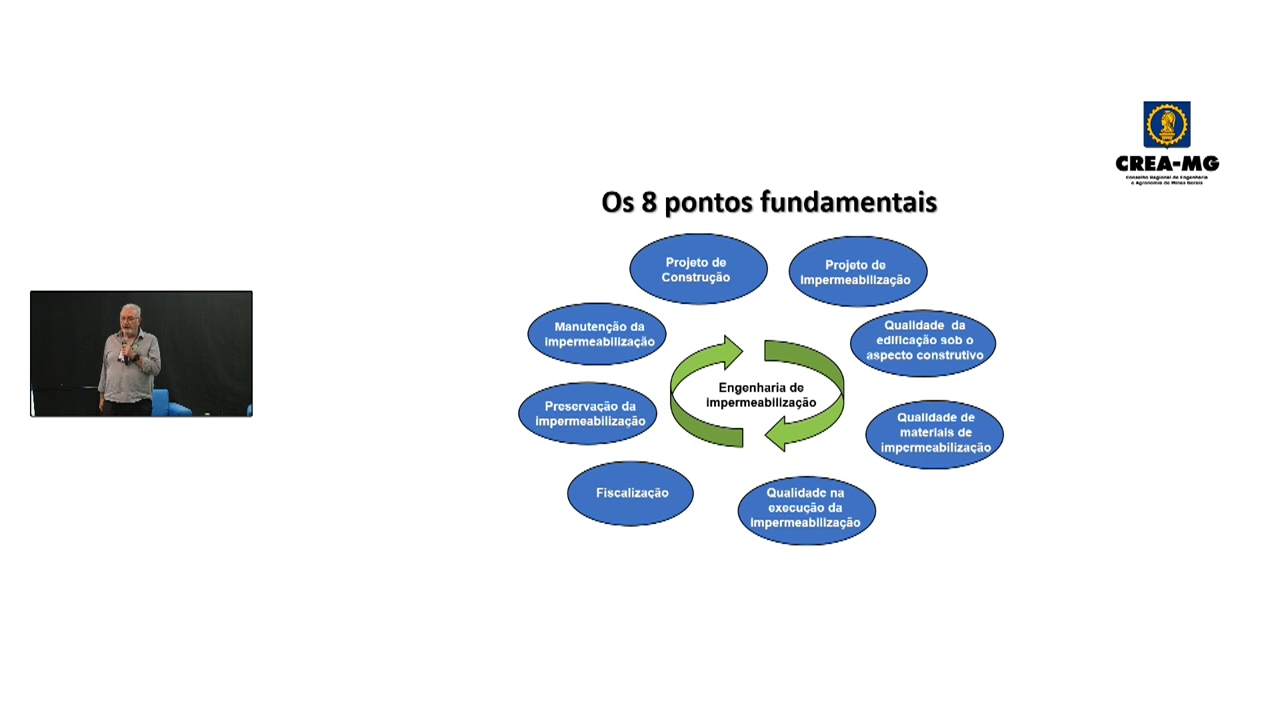 CREA-MG
Conselho Regional de Engenharia
e Agronomia de Minas Gerais
Os 8 pontos fundamentais
Projeto de
Construção
Projeto de
impermeabilização
Qualidade da
edificação sob o
aspecto construtivo
Qualidade de
materiais de
impermeabilização
Qualidade na
execução da
impermeabilização
Fiscalização
Preservação da
impermeabilização
Manutenção da
impermeabilização
Engenharia de
impermeabilização